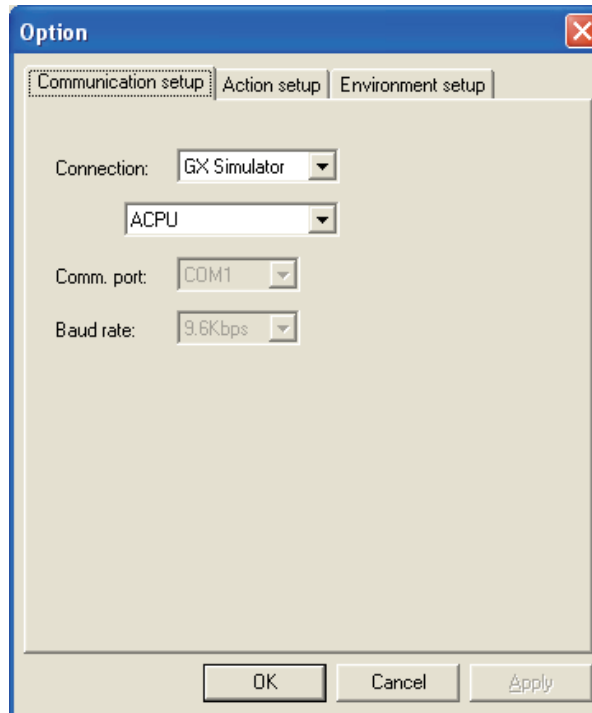 Option
Communication setup Action setup Environment setup
Connection: GX Simulator
ACPU
Comm. port: COM1
Baud rate: 9.6Kbps
OK Cancel Apply